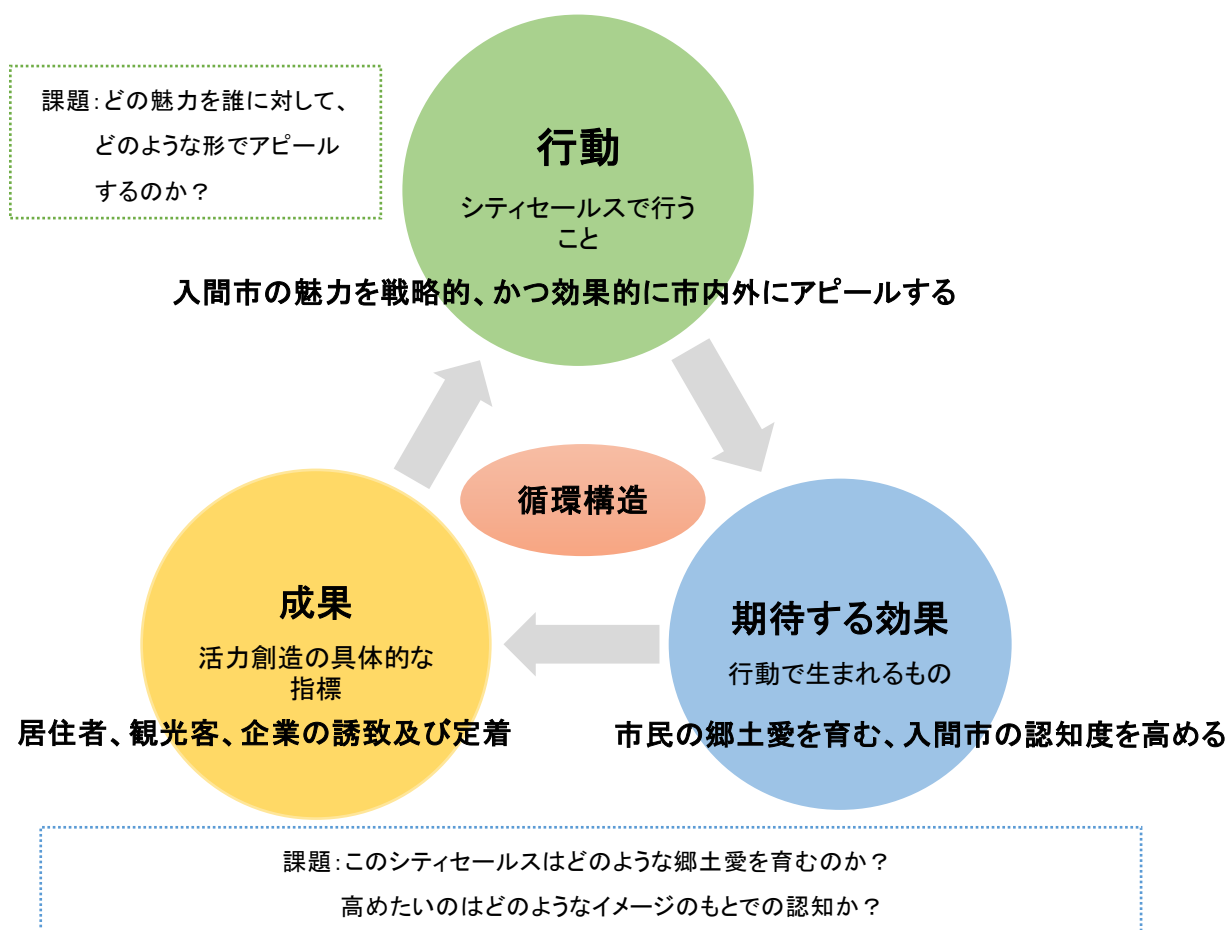 課題：どの魅力を誰に対して、
どのような形でアピール
するのか？
行動
シティセールスで行う
こと
入間市の魅力を戦略的、かつ効果的に市内外にアピールする
循環構造
成果
活力創造の具体的な
指標
居住者、観光客、企業の誘致及び定着
期待する効果
行動で生まれるもの
市民の郷土愛を育む、入間市の認知度を高める
課題：このシティセールスはどのような郷土愛を育むのか？
高めたいのはどのようなイメージのもとでの認知か？